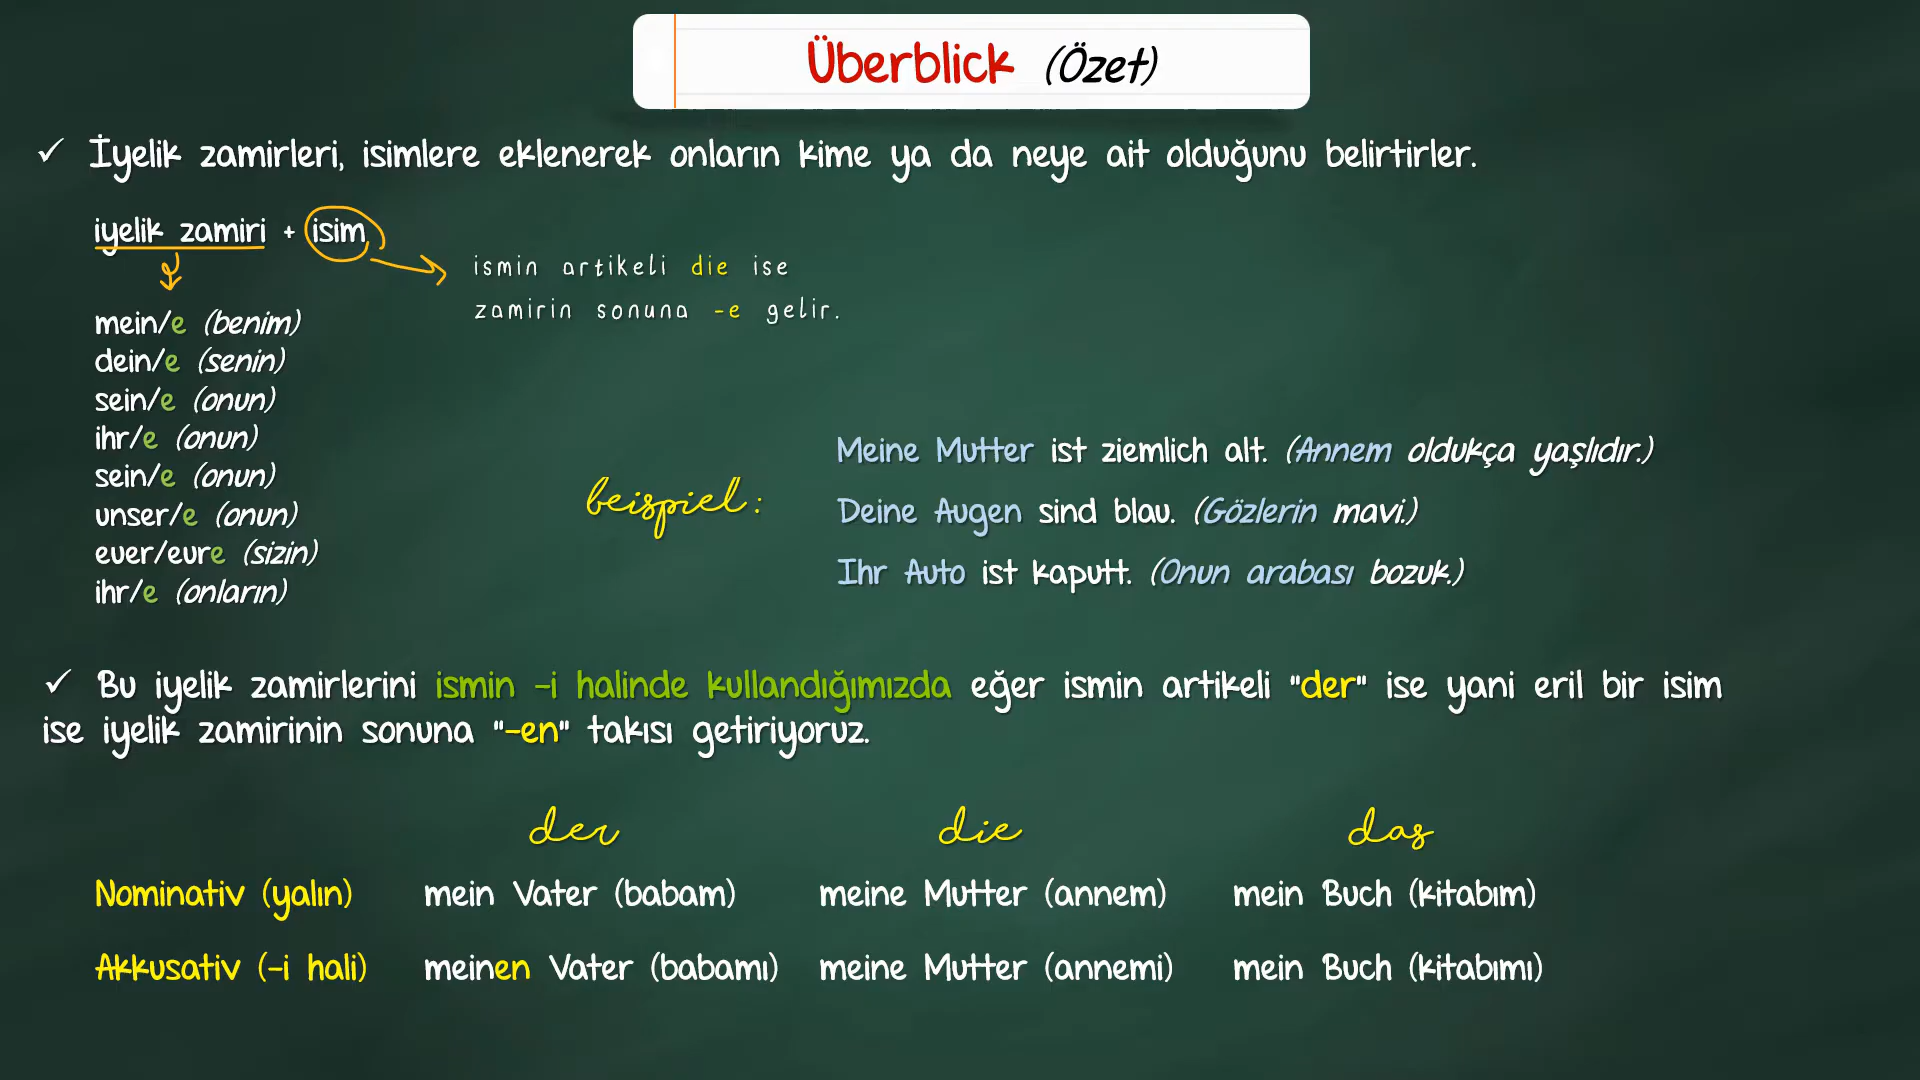 Überblick (Özet)
✓ İyelik zamirleri, isimlere eklenerek onların kime ya da neye ait olduğunu belirtirler.
iyelik zamiri + isim
ismin artikeli die ise
zamirin sonuna -e gelir.
mein/e (benim)
dein/e (senin)
sein/e (onun)
ihr/e (onun)
sein/e (onun)
unser/e (onun)
euer/eure (sizin)
ihr/e (onların)
beispiel:
Meine Mutter ist ziemlich alt. (Annem oldukça yaşlıdır.)
Deine Augen sind blau. (Gözlerin mavi.)
Ihr Auto ist kaputt. (Onun arabası bozuk.)
✓ Bu iyelik zamirlerini ismin -i halinde kullandığımızda eğer ismin artikeli "der" ise yani eril bir isim
ise iyelik zamirinin sonuna "-en" takısı getiriyoruz.
der die das
Nominativ (yalın) mein Vater (babam) meine Mutter (annem) mein Buch (kitabım)
Akkusativ (-i hali) meinen Vater (babamı) meine Mutter (annemi) mein Buch (kitabımı)